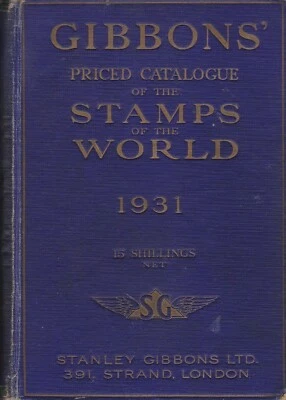 GIBBONS'
PRICED CATALOGUE
OF THE
STAMPS
OF THE
WORLD
1931
15 SHILLINGS
NET
SG
STANLEY GIBBONS LTD.
391, STRAND, LONDON